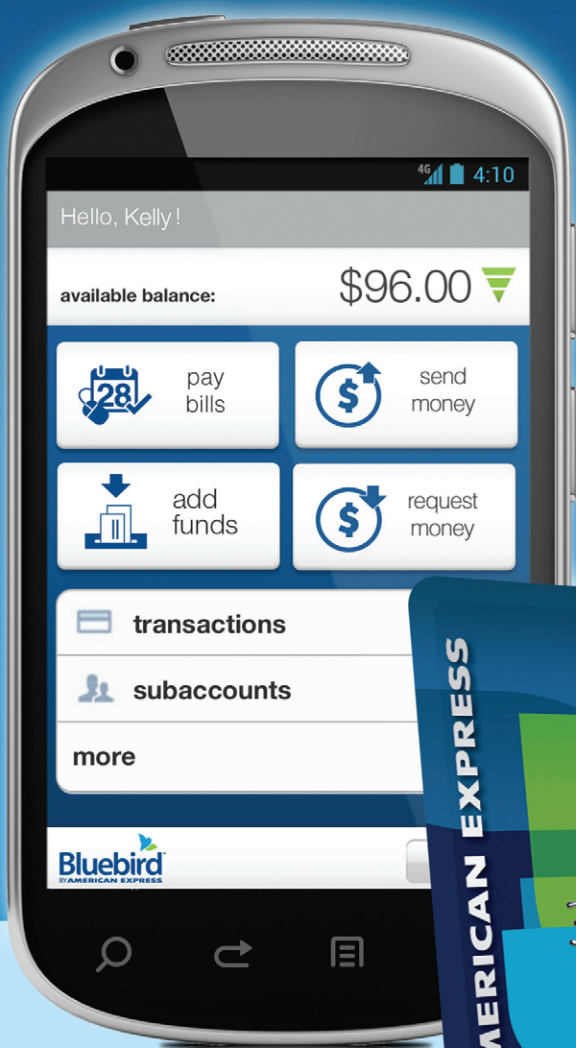 4G 4:10
Hello, Kelly!
available balance: $96.00
pay
bills
send
money
28
$
add
funds
request
money
$
transactions
subaccounts
more
Bluebird
BY AMERICAN EXPRESS
MERICAN EXPRESS